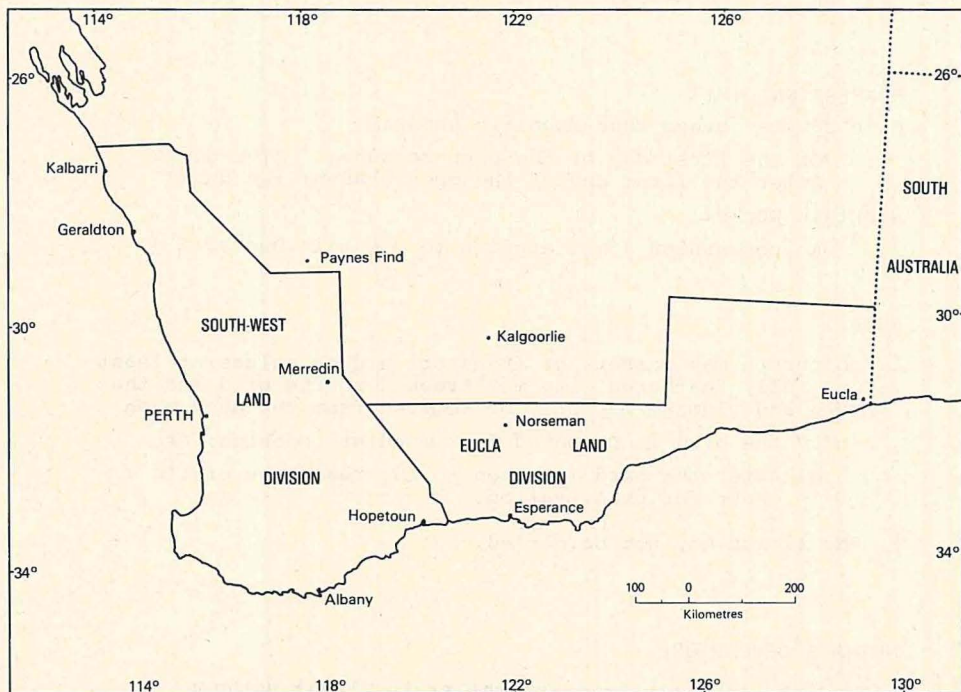 114° 118° 122° 126°
26° 26°
Kalbarri
SOUTH
Geraldton
Paynes Find
AUSTRALIA
30° SOUTH-WEST 30°
Kalgoorlie
Merredin
LAND
Eucla
PERTH
Norseman
EUCLA LAND
DIVISION DIVISION
Hopetoun Esperance
34° 34°
100 0 200
Kilometres
Albany
114° 118° 122° 126° 130°